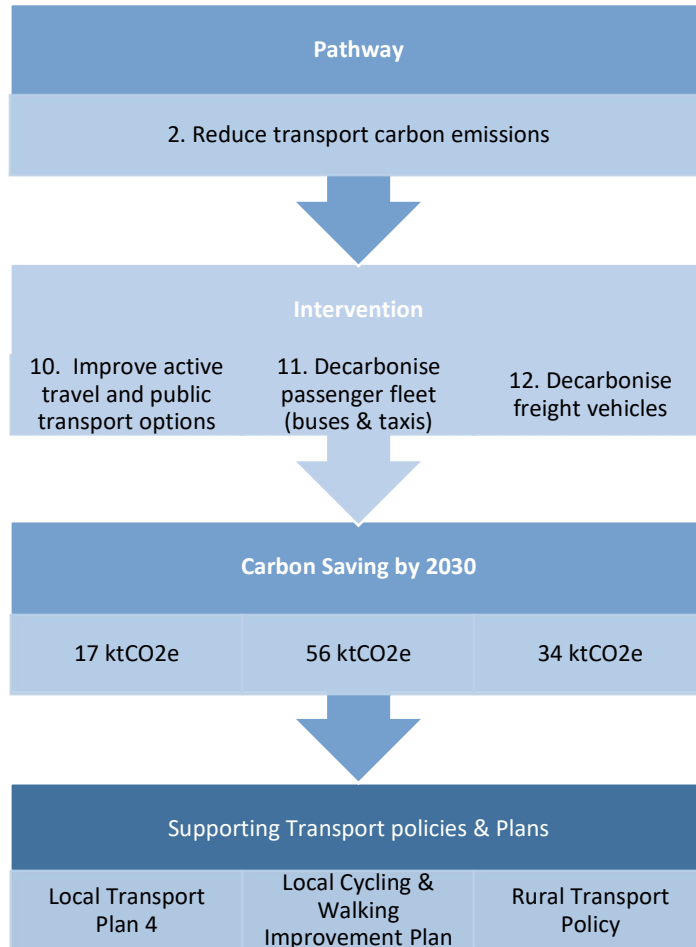 Pathway
2. Reduce transport carbon emissions
Intervention
10.  Improve active
travel and public
transport options
11. Decarbonise
passenger fleet
(buses & taxis)
12. Decarbonise
freight vehicles
Carbon Saving by 2030
17 ktCO2e
56 ktCO2e
34 ktCO2e
Supporting Transport policies & Plans
Local Transport
Plan 4
Local Cycling &
Walking
Improvement Plan
Rural Transport
Policy